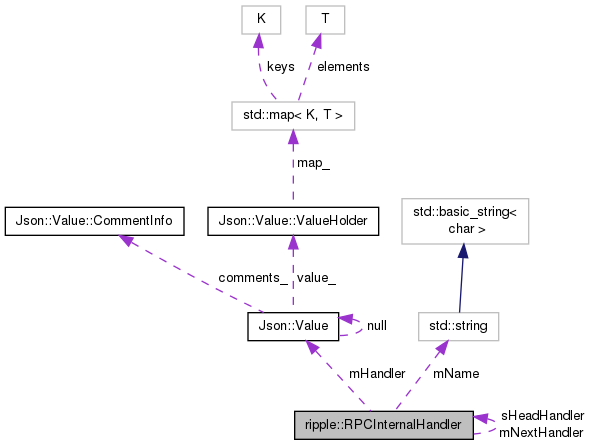 K
T
keys
elements
std::map< K, T >
map_
Json::Value::CommentInfo
Json::Value::ValueHolder
std::basic_string<
char >
comments_
value_
Json::Value
null
std::string
mHandler
mName
ripple::RPCInternalHandler
sHeadHandler
mNextHandler